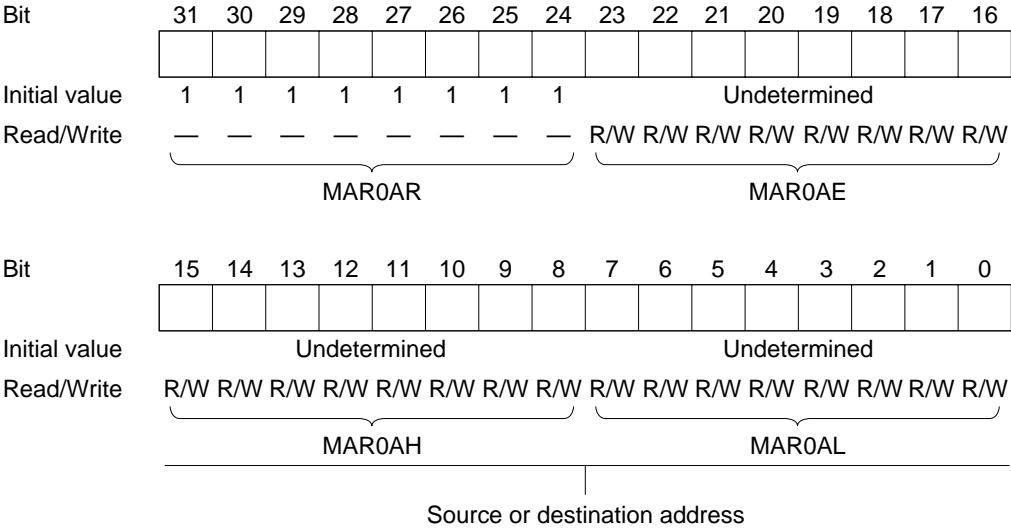 Bit 31 30 29 28 27 26 25 24 23 22 21 20 19 18 17 16
Initial value 1 1 1 1 1 1 1 1 Undetermined
Read/Write — — — — — — — — R/W R/W R/W R/W R/W R/W R/W R/W
MAR0AR MAR0AE
Bit 15 14 13 12 11 10 9 8 7 6 5 4 3 2 1 0
Initial value Undetermined Undetermined
Read/Write R/W R/W R/W R/W R/W R/W R/W R/W R/W R/W R/W R/W R/W R/W R/W R/W
MAR0AH MAR0AL
Source or destination address